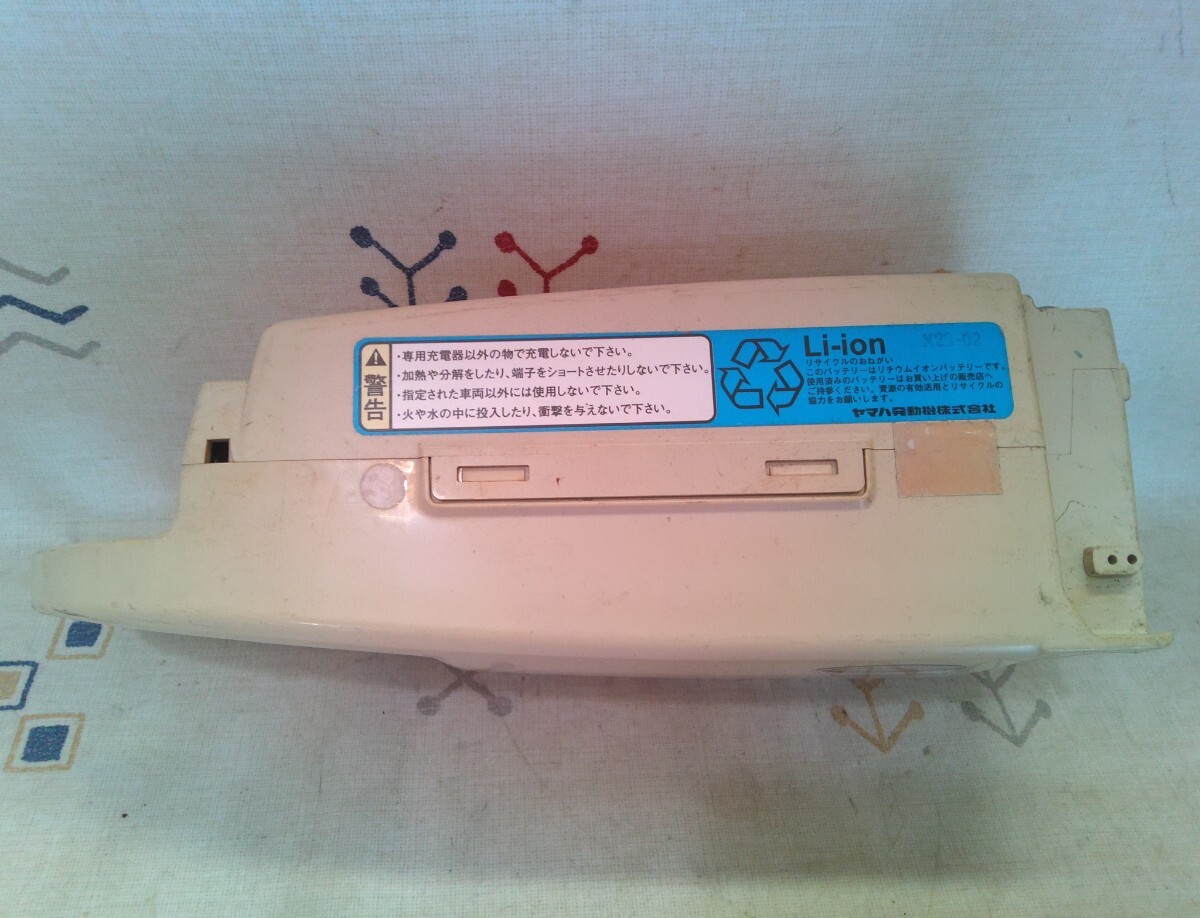 警告
・専用充電器以外の物で充電しないで下さい。
・加熱や分解をしたり、端子をショートさせたりしないで下さい。
・指定された車両以外には使用しないで下さい。
・火や水の中に投入したり、衝撃を与えないで下さい。
Li-ion
リサイクルのおねがい
このバッテリーはリチウムイオンバッテリーです。
使用済みのバッテリーはお買い上げの販売店へ
ご持参ください。資源の有効活用とリサイクルの
協力をお願いします。
ヤマハ発動機株式会社